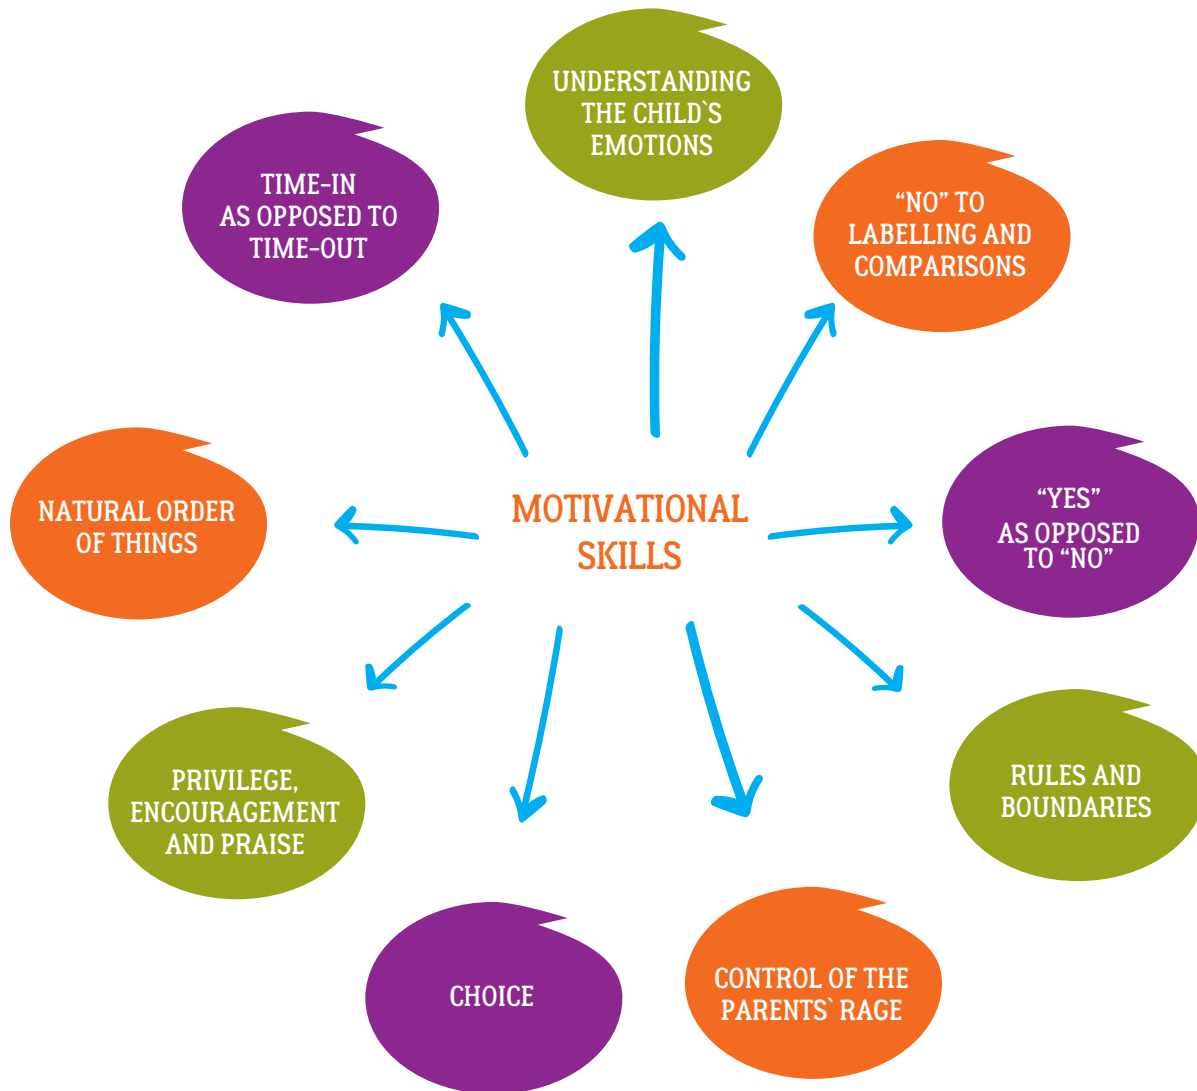 UNDERSTANDING
THE CHILD`S
EMOTIONS
“NO” TO
LABELLING AND
COMPARISONS
“YES”
AS OPPOSED
TO “NO”
RULES AND
BOUNDARIES
CONTROL OF THE
PARENTS` RAGE
CHOICE
PRIVILEGE,
ENCOURAGEMENT
AND PRAISE
NATURAL ORDER
OF THINGS
TIME-IN
AS OPPOSED TO
TIME-OUT
MOTIVATIONAL
SKILLS